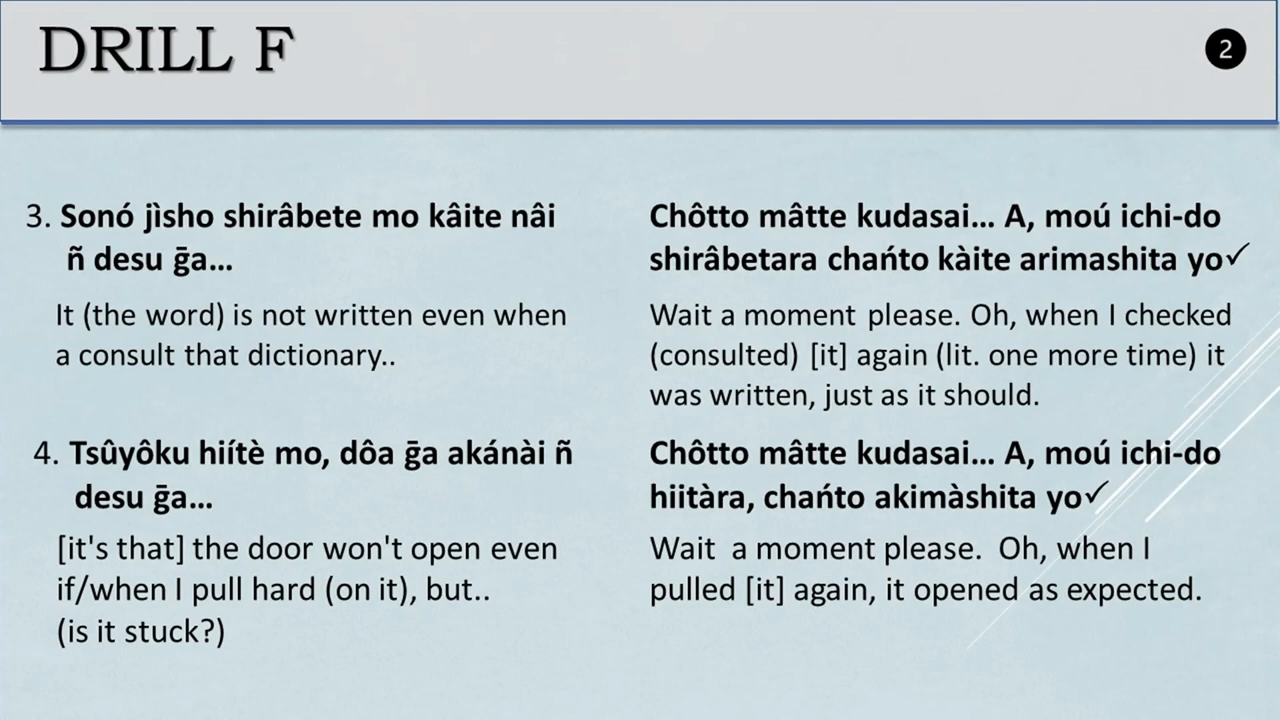 DRILL F
2
3. Sonó jìsho shirâbete mo kâite nâi
ñ desu ḡa...
It (the word) is not written even when
a consult that dictionary..
Chôtto mâtte kudasai... A, moú ichi-do
shirâbetara chańto kàite arimashita yo✓
Wait a moment please. Oh, when I checked
(consulted) [it] again (lit. one more time) it
was written, just as it should.
4. Tsûyôku hiítè mo, dôa ḡa akánài ñ
desu ḡa...
[it's that] the door won't open even
if/when I pull hard (on it), but..
(is it stuck?)
Chôtto mâtte kudasai... A, moú ichi-do
hiitàra, chańto akimàshita yo✓
Wait a moment please. Oh, when I
pulled [it] again, it opened as expected.